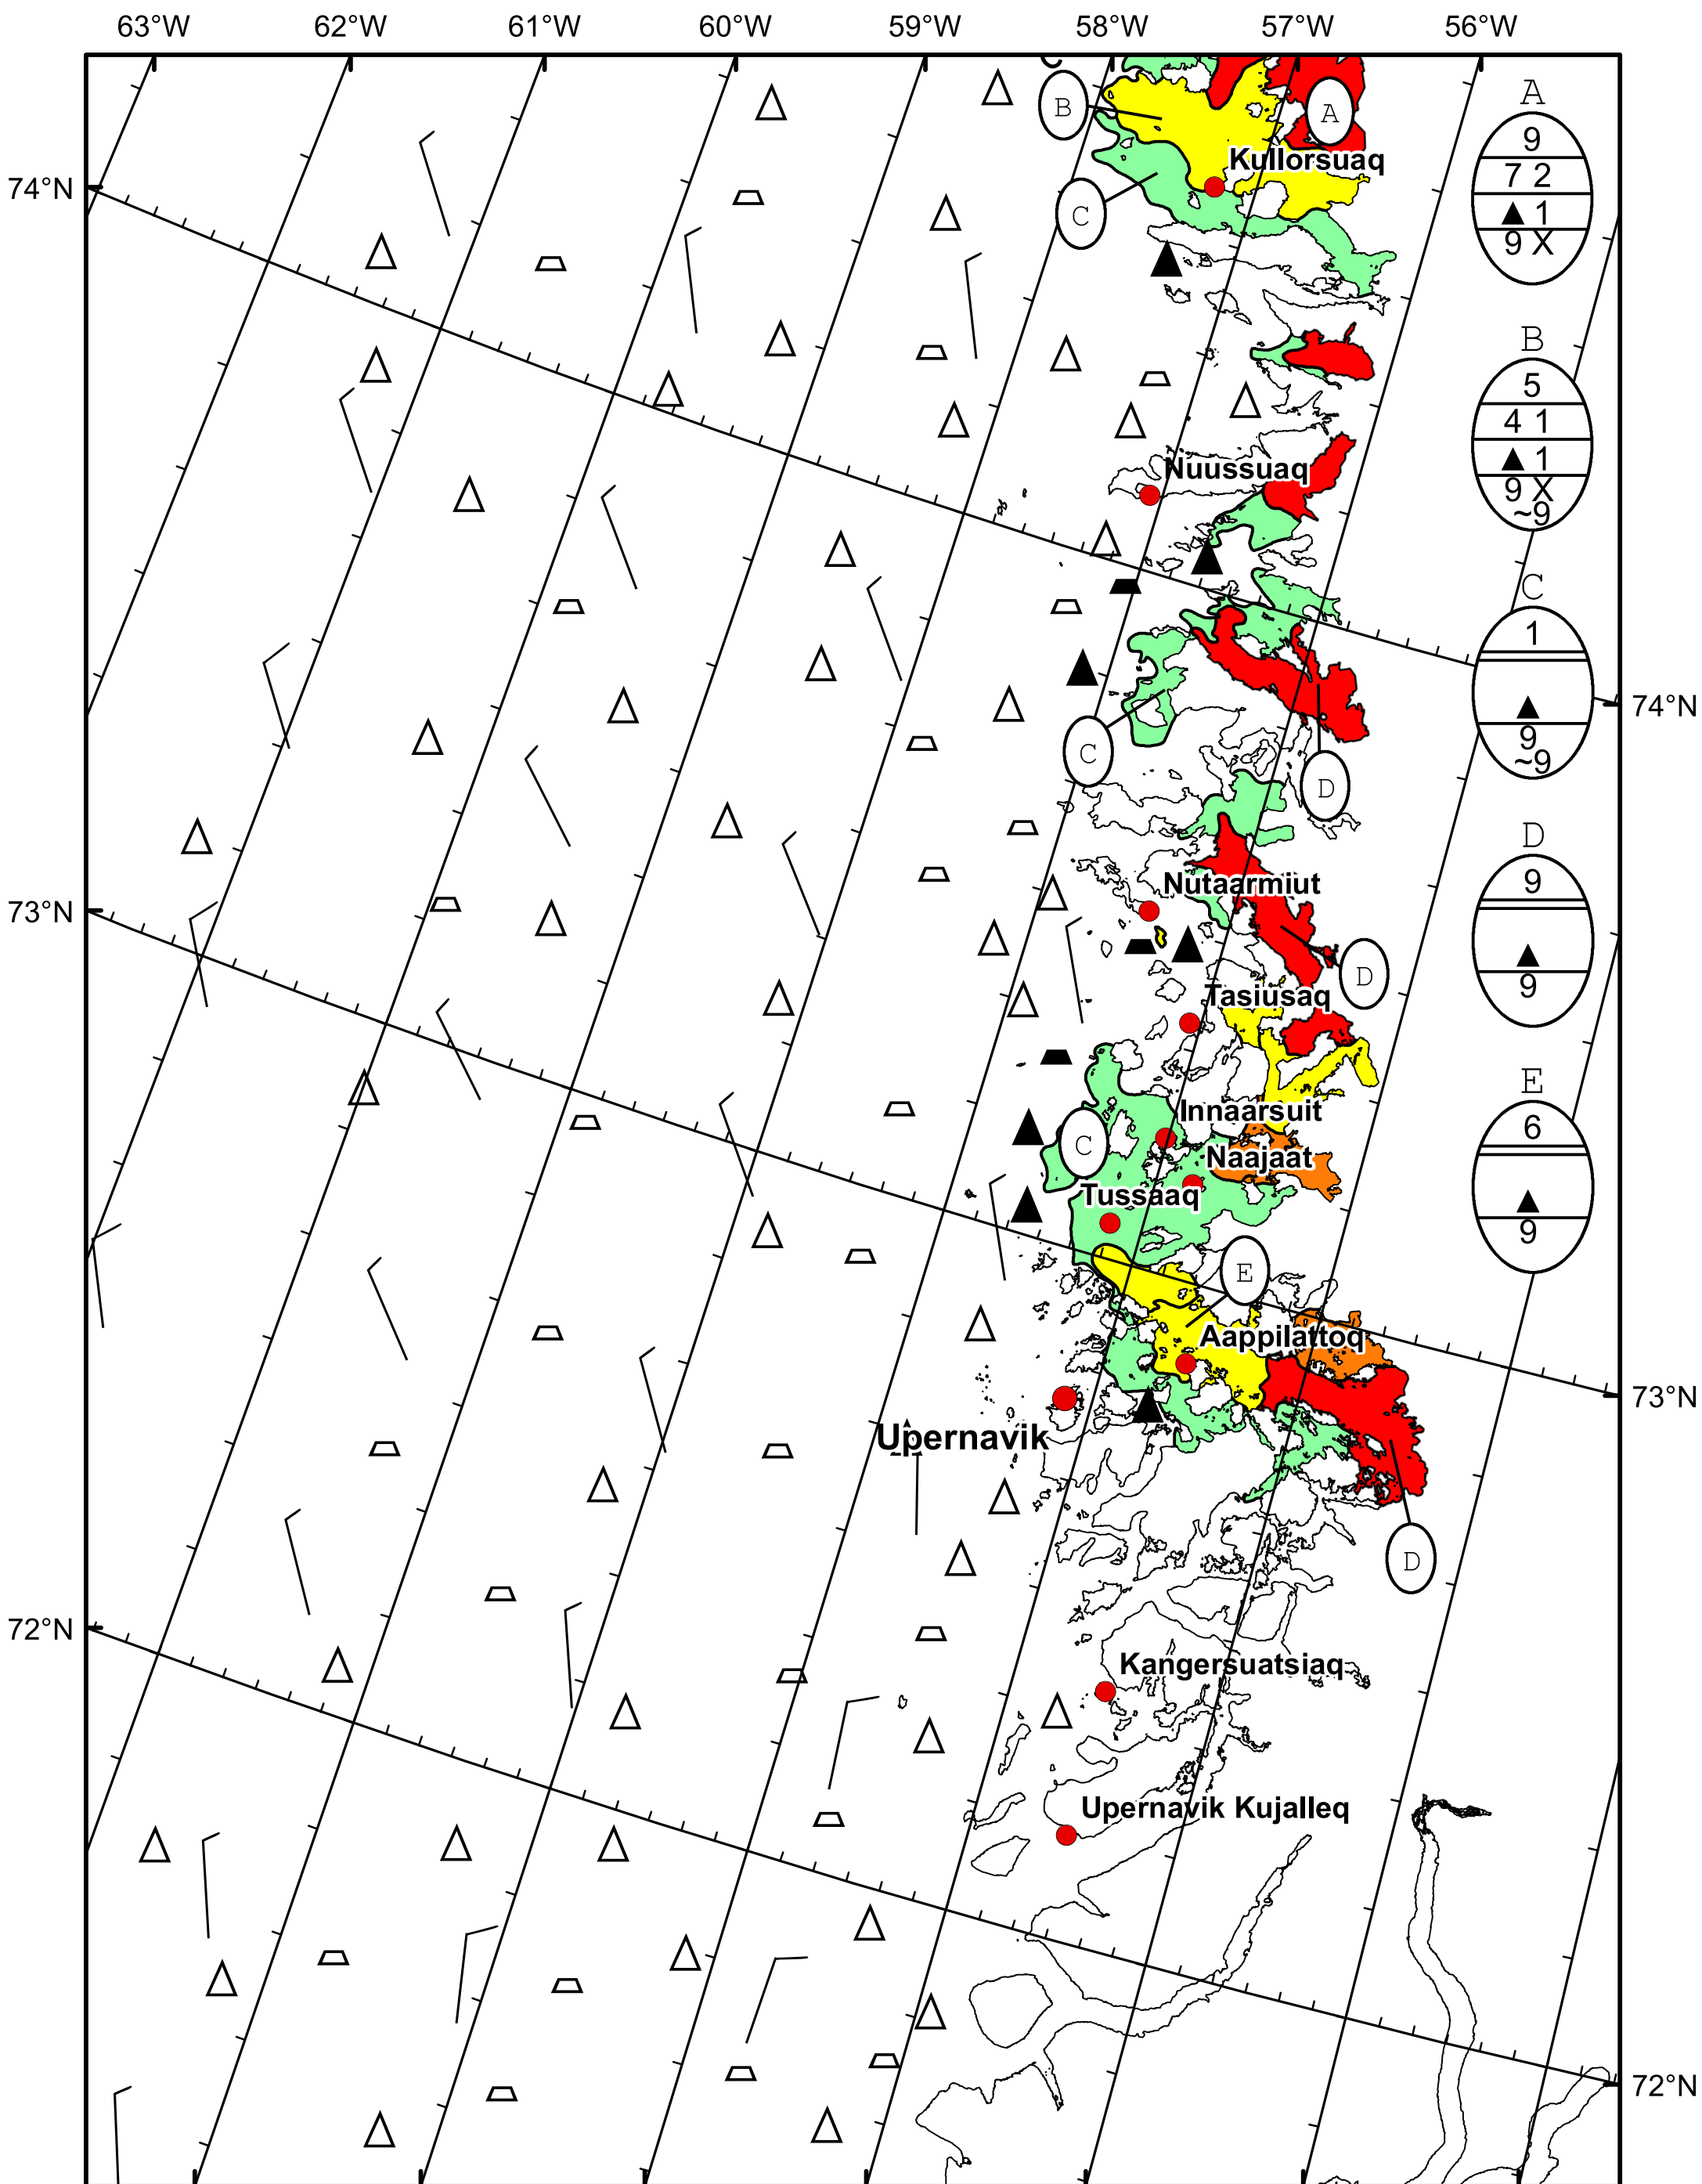 63°W 62°W 61°W 60°W 59°W 58°W 57°W 56°W
A
9
7 2
▲ 1
9 X
B
A
Kullorsuaq
74°N
C
B
5
4 1
▲ 1
9 X
~9
Nuussuaq
C
1
▲
9
~9
74°N
C
D
D
9
▲
9
Nutaarmiut
73°N
D
Tasiusaq
E
6
▲
9
Innaarsuit
C
Naajaat
Tussaaq
E
Aappilattoq
73°N
Upernavik
D
72°N
Kangersuatsiaq
Upernavik Kujalleq
72°N